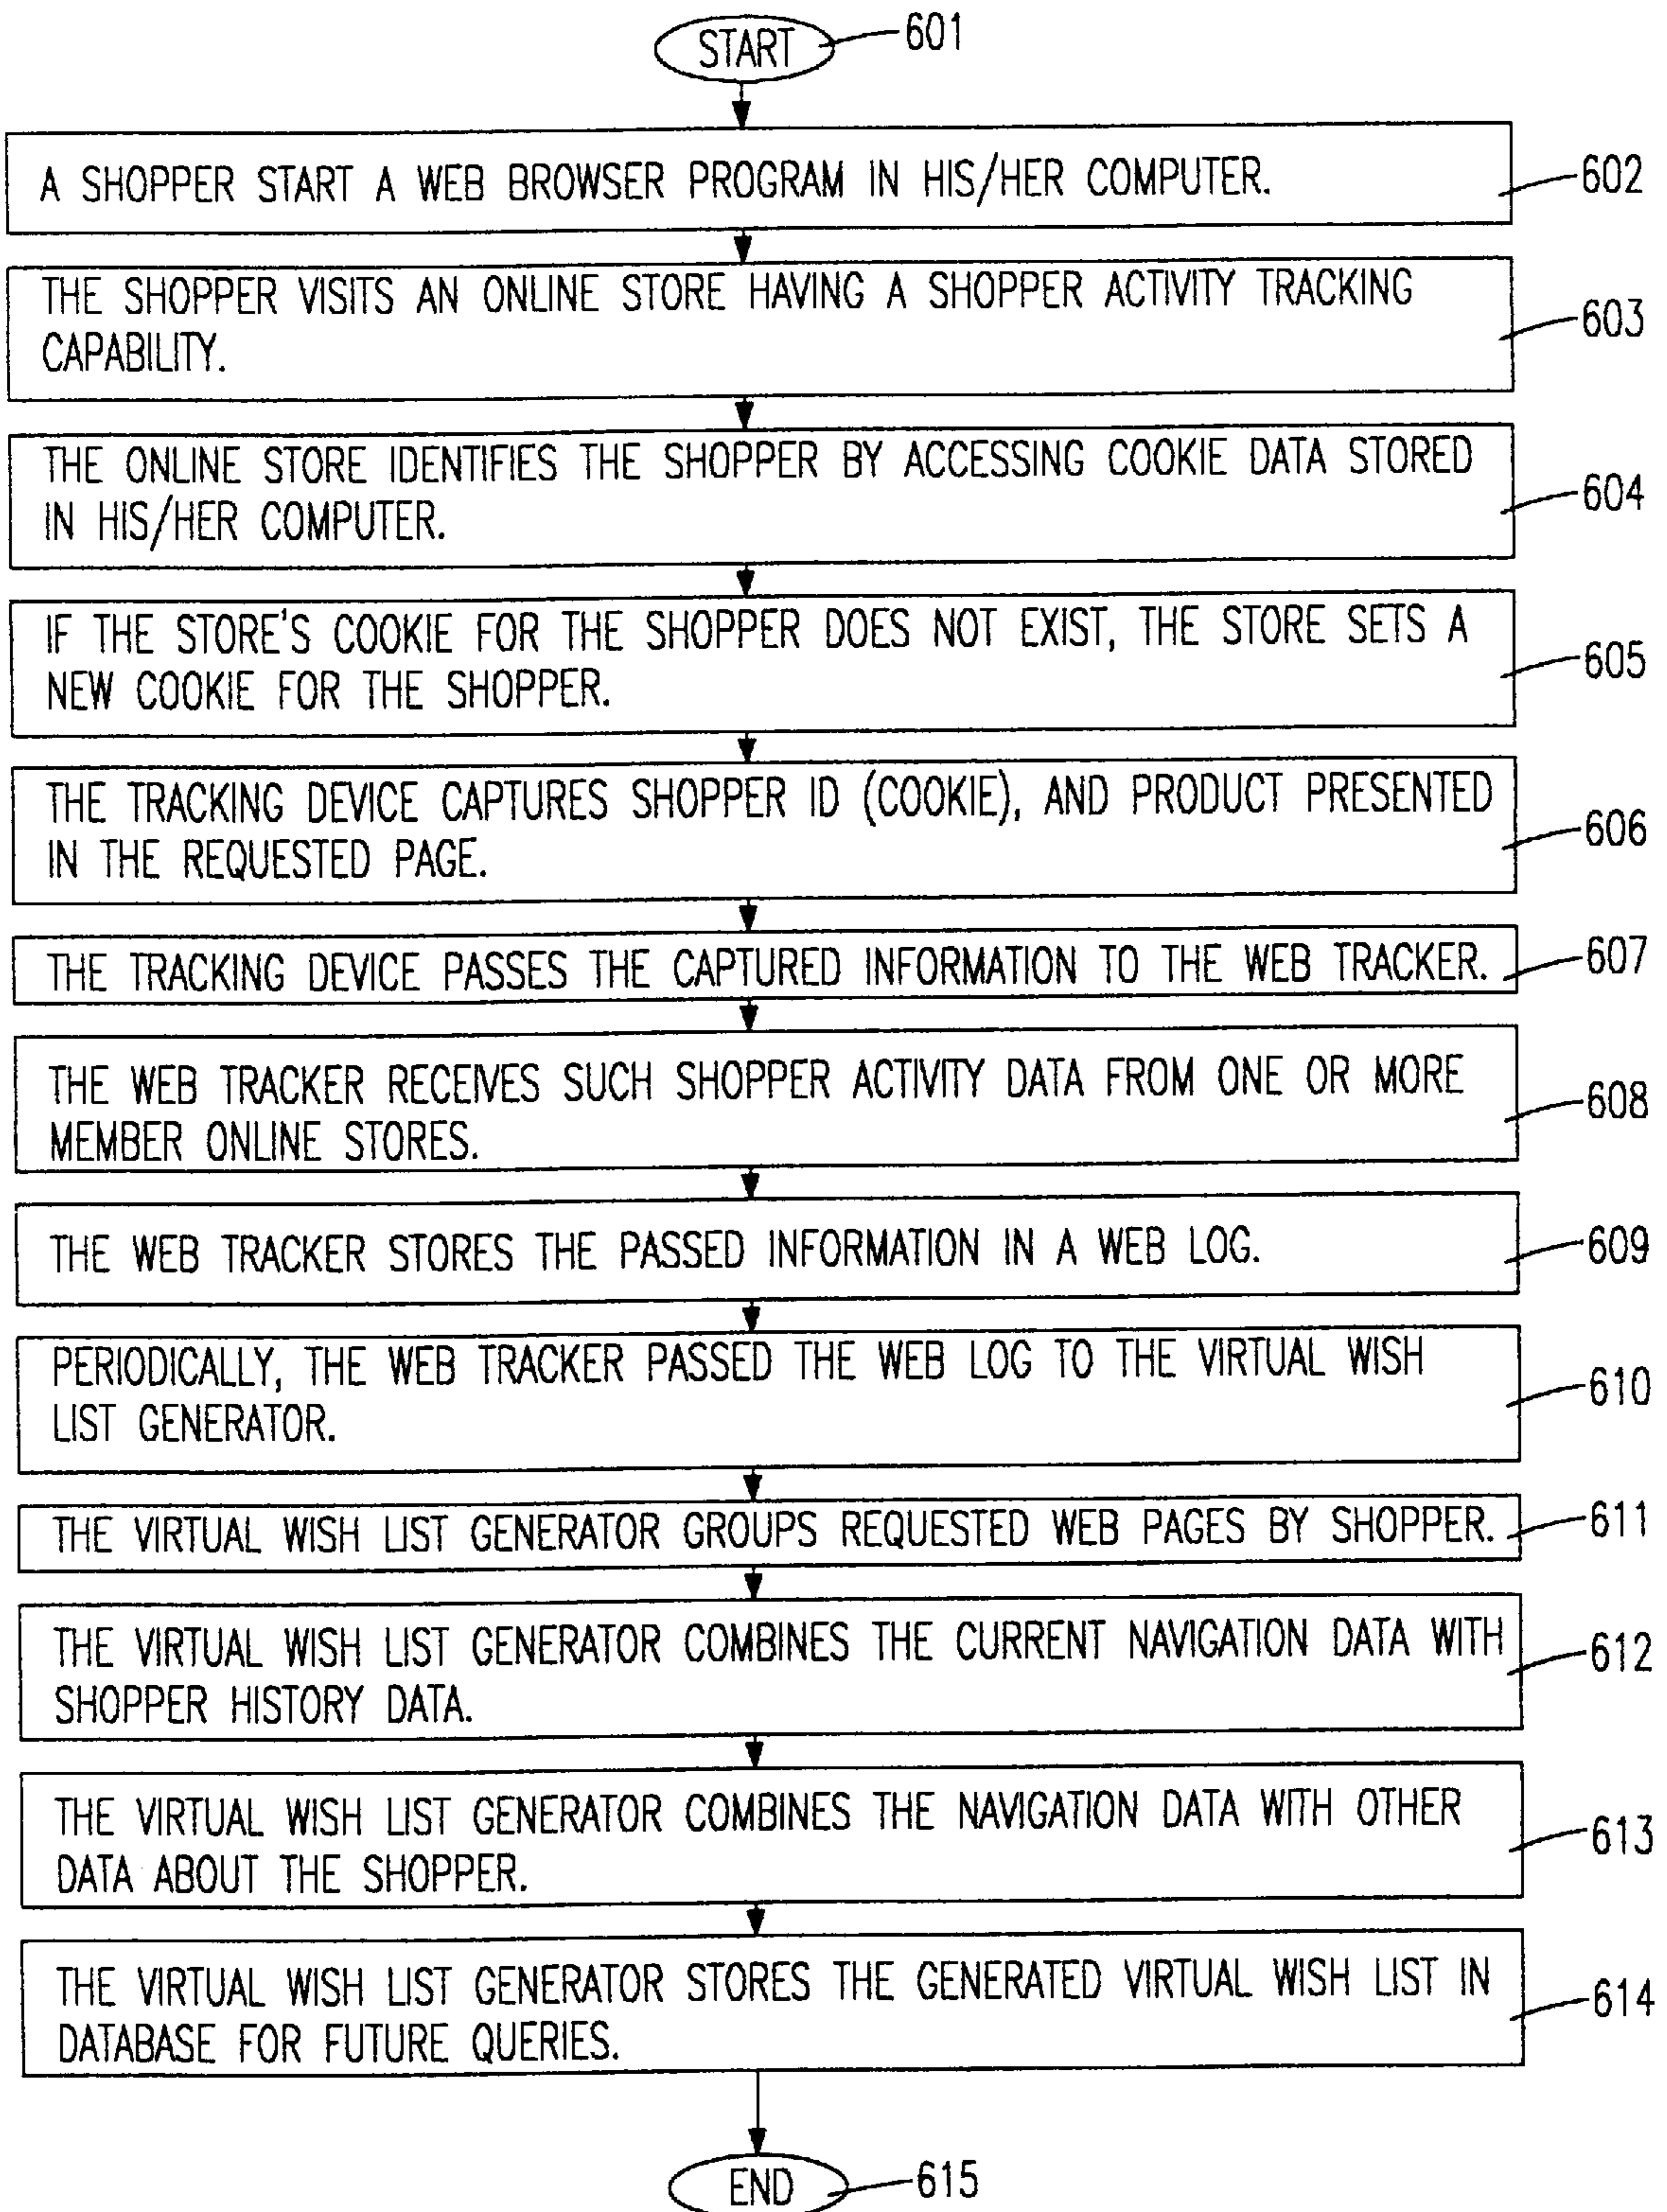 START
601
A SHOPPER START A WEB BROWSER PROGRAM IN HIS/HER COMPUTER.
602
THE SHOPPER VISITS AN ONLINE STORE HAVING A SHOPPER ACTIVITY TRACKING
CAPABILITY.
603
THE ONLINE STORE IDENTIFIES THE SHOPPER BY ACCESSING COOKIE DATA STORED
IN HIS/HER COMPUTER.
604
IF THE STORE'S COOKIE FOR THE SHOPPER DOES NOT EXIST, THE STORE SETS A
NEW COOKIE FOR THE SHOPPER.
605
THE TRACKING DEVICE CAPTURES SHOPPER ID (COOKIE), AND PRODUCT PRESENTED
IN THE REQUESTED PAGE.
606
THE TRACKING DEVICE PASSES THE CAPTURED INFORMATION TO THE WEB TRACKER.
607
THE WEB TRACKER RECEIVES SUCH SHOPPER ACTIVITY DATA FROM ONE OR MORE
MEMBER ONLINE STORES.
608
THE WEB TRACKER STORES THE PASSED INFORMATION IN A WEB LOG.
609
PERIODICALLY, THE WEB TRACKER PASSED THE WEB LOG TO THE VIRTUAL WISH
LIST GENERATOR.
610
THE VIRTUAL WISH LIST GENERATOR GROUPS REQUESTED WEB PAGES BY SHOPPER.
611
THE VIRTUAL WISH LIST GENERATOR COMBINES THE CURRENT NAVIGATION DATA WITH
SHOPPER HISTORY DATA.
612
THE VIRTUAL WISH LIST GENERATOR COMBINES THE NAVIGATION DATA WITH OTHER
DATA ABOUT THE SHOPPER.
613
THE VIRTUAL WISH LIST GENERATOR STORES THE GENERATED VIRTUAL WISH LIST IN
DATABASE FOR FUTURE QUERIES.
614
END
615